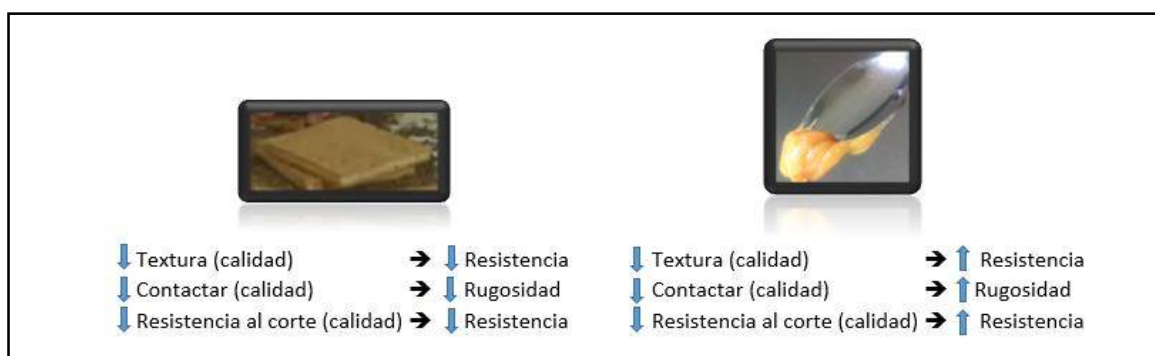 ↓ Textura (calidad) ➔ ↓ Resistencia
↓ Contactar (calidad) ➔ ↓ Rugosidad
↓ Resistencia al corte (calidad) ➔ ↓ Resistencia
↓ Textura (calidad) ➔ ↑ Resistencia
↓ Contactar (calidad) ➔ ↑ Rugosidad
↓ Resistencia al corte (calidad) ➔ ↑ Resistencia